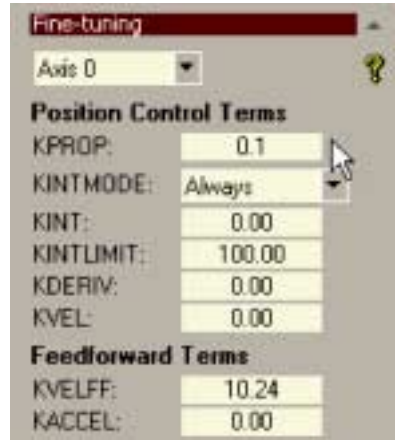 Fine-tuning
Axis 0
Position Control Terms
KPROP: 0.1
KINTMODE: Always
KINT: 0.00
KINTLIMIT: 100.00
KDERIV: 0.00
KVEL: 0.00
Feedforward Terms
KVELFF: 10.24
KACCEL: 0.00